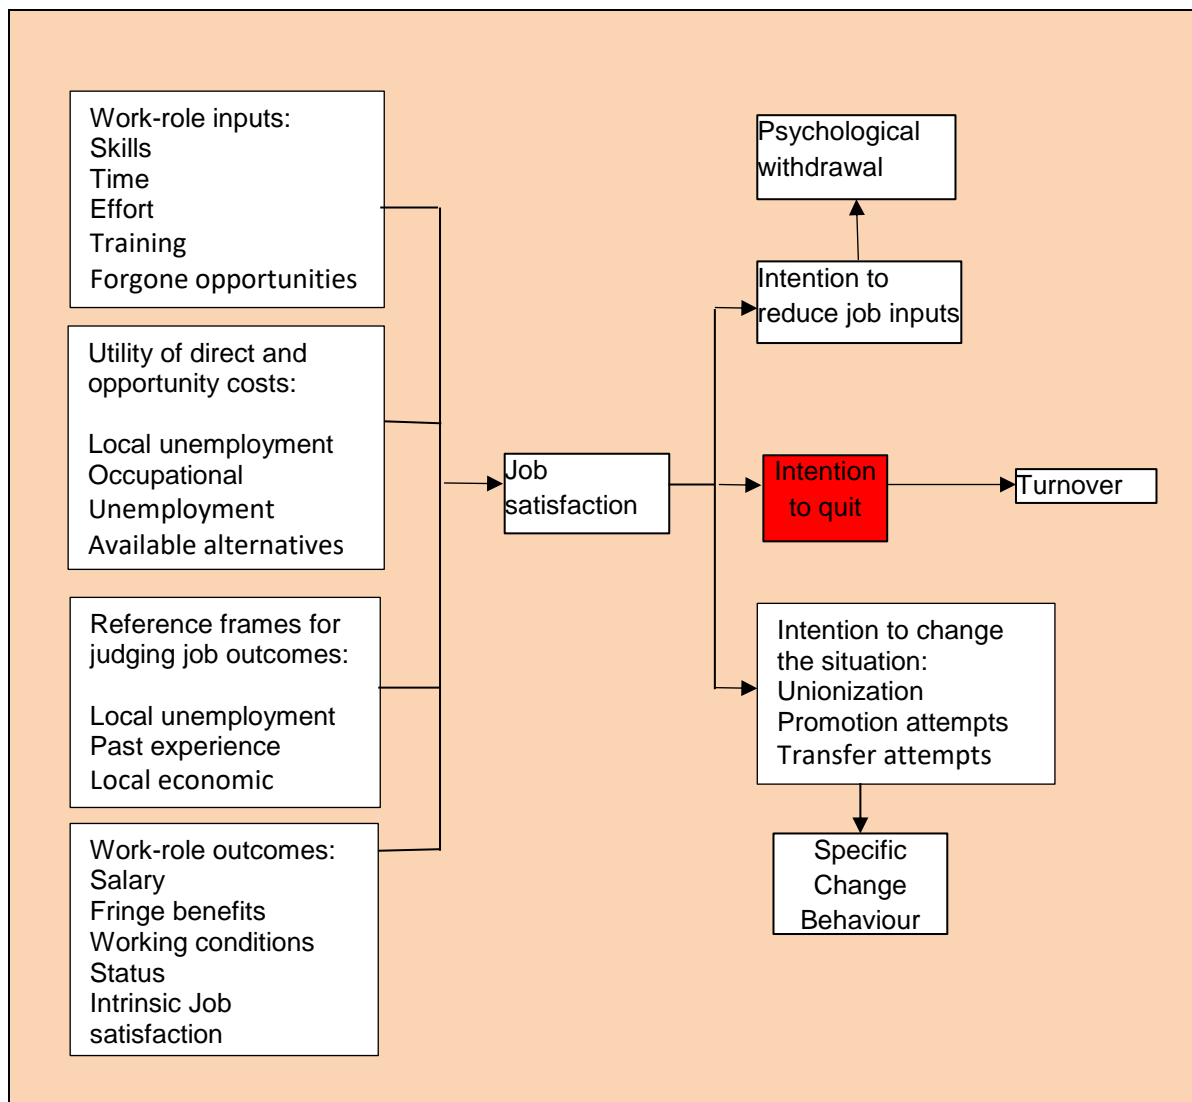 Work-role inputs:
Skills
Time
Effort
Training
Forgone opportunities
Utility of direct and
opportunity costs:
Local unemployment
Occupational
Unemployment
Available alternatives
Reference frames for
judging job outcomes:
Local unemployment
Past experience
Local economic
Work-role outcomes:
Salary
Fringe benefits
Working conditions
Status
Intrinsic Job
satisfaction
Job
satisfaction
Psychological
withdrawal
Intention to
reduce job inputs
Intention
to quit
Turnover
Intention to change
the situation:
Unionization
Promotion attempts
Transfer attempts
Specific
Change
Behaviour